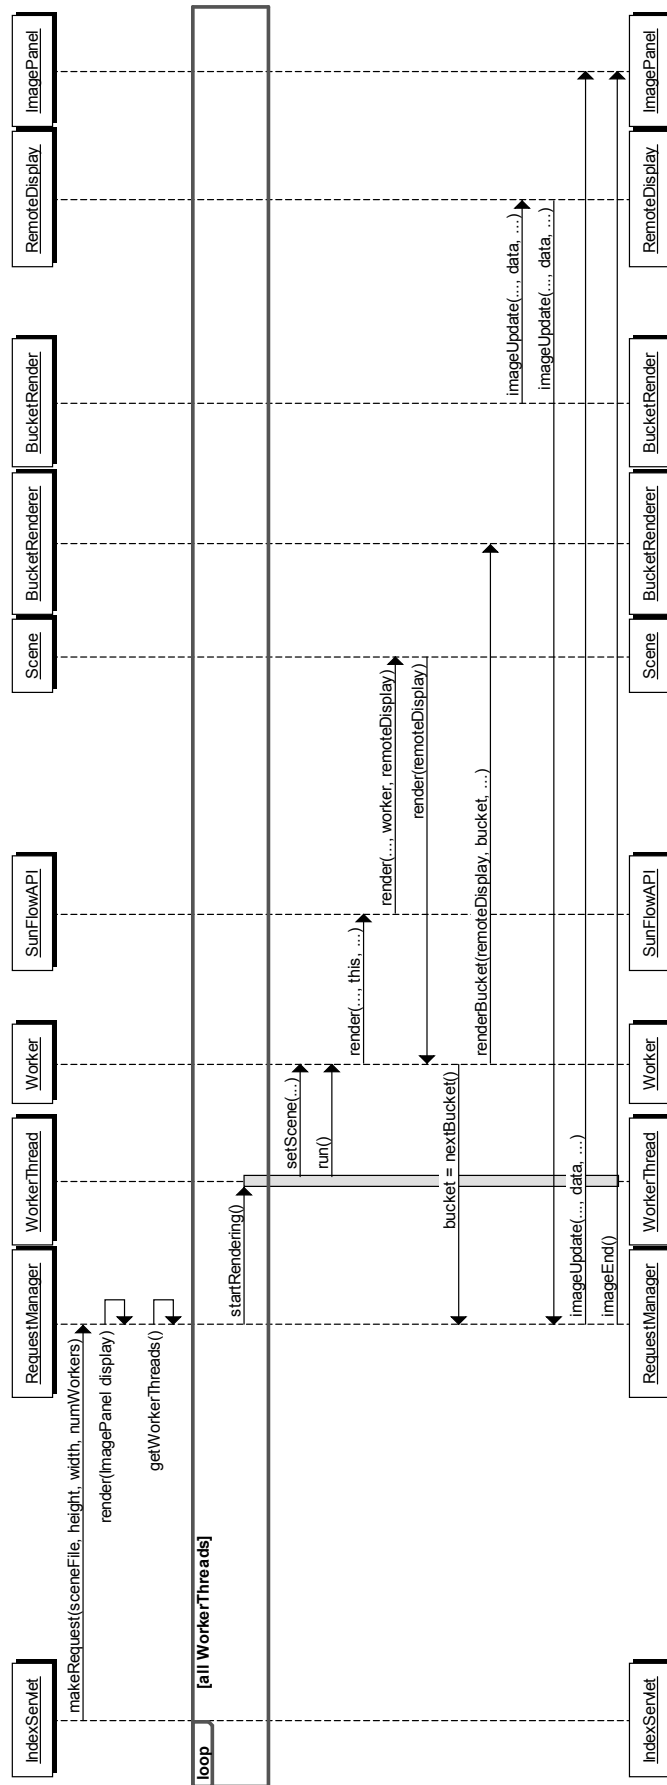 IndexServlet
RequestManager
WorkerThread
Worker
SunFlowAPI
Scene
BucketRenderer
BucketRender
RemoteDisplay
ImagePanel
makeRequest(sceneFile, height, width, numWorkers)
render(ImagePanel display)
getWorkerThreads()
loop
[all WorkerThreads]
startRendering()
setScene(...)
run()
render(..., this, ...)
render(..., worker, remoteDisplay)
render(remoteDisplay)
bucket = nextBucket()
renderBucket(remoteDisplay, bucket, ...)
imageUpdate(..., data, ...)
imageUpdate(..., data, ...)
imageUpdate(..., data, ...)
imageEnd()
IndexServlet
RequestManager
WorkerThread
Worker
SunFlowAPI
Scene
BucketRenderer
BucketRender
RemoteDisplay
ImagePanel